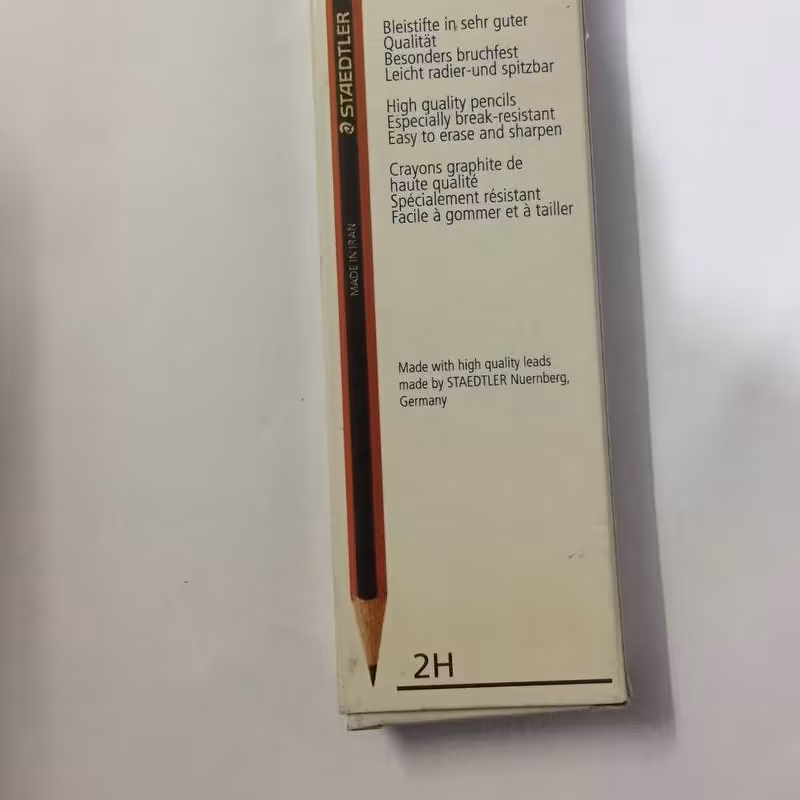 STAEDTLER
MADE IN IRAN
Bleistifte in sehr guter
Qualität
Besonders bruchfest
Leicht radier-und spitzbar
High quality pencils
Especially break-resistant
Easy to erase and sharpen
Crayons graphite de
haute qualité
Spécialement résistant
Facile à gommer et à tailler
Made with high quality leads
made by STAEDTLER Nuernberg,
Germany
2H